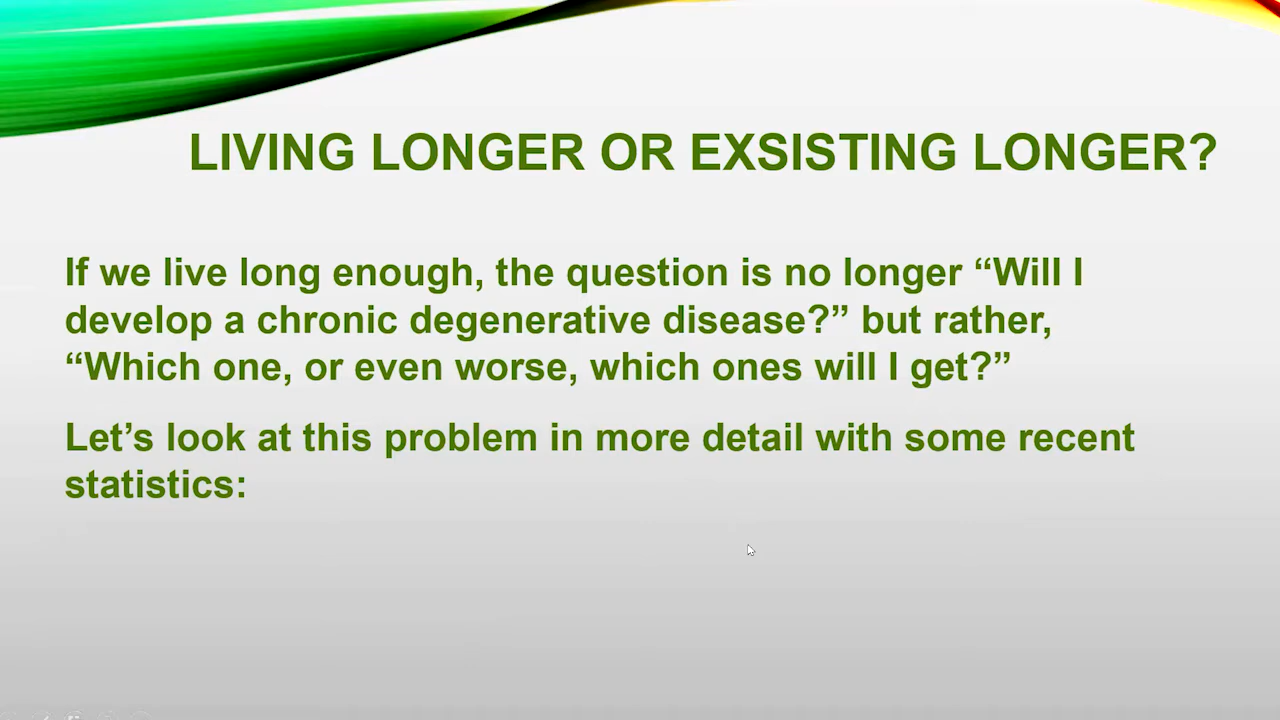 LIVING LONGER OR EXSISTING LONGER?
If we live long enough, the question is no longer “Will I
develop a chronic degenerative disease?” but rather,
“Which one, or even worse, which ones will I get?”
Let’s look at this problem in more detail with some recent
statistics: